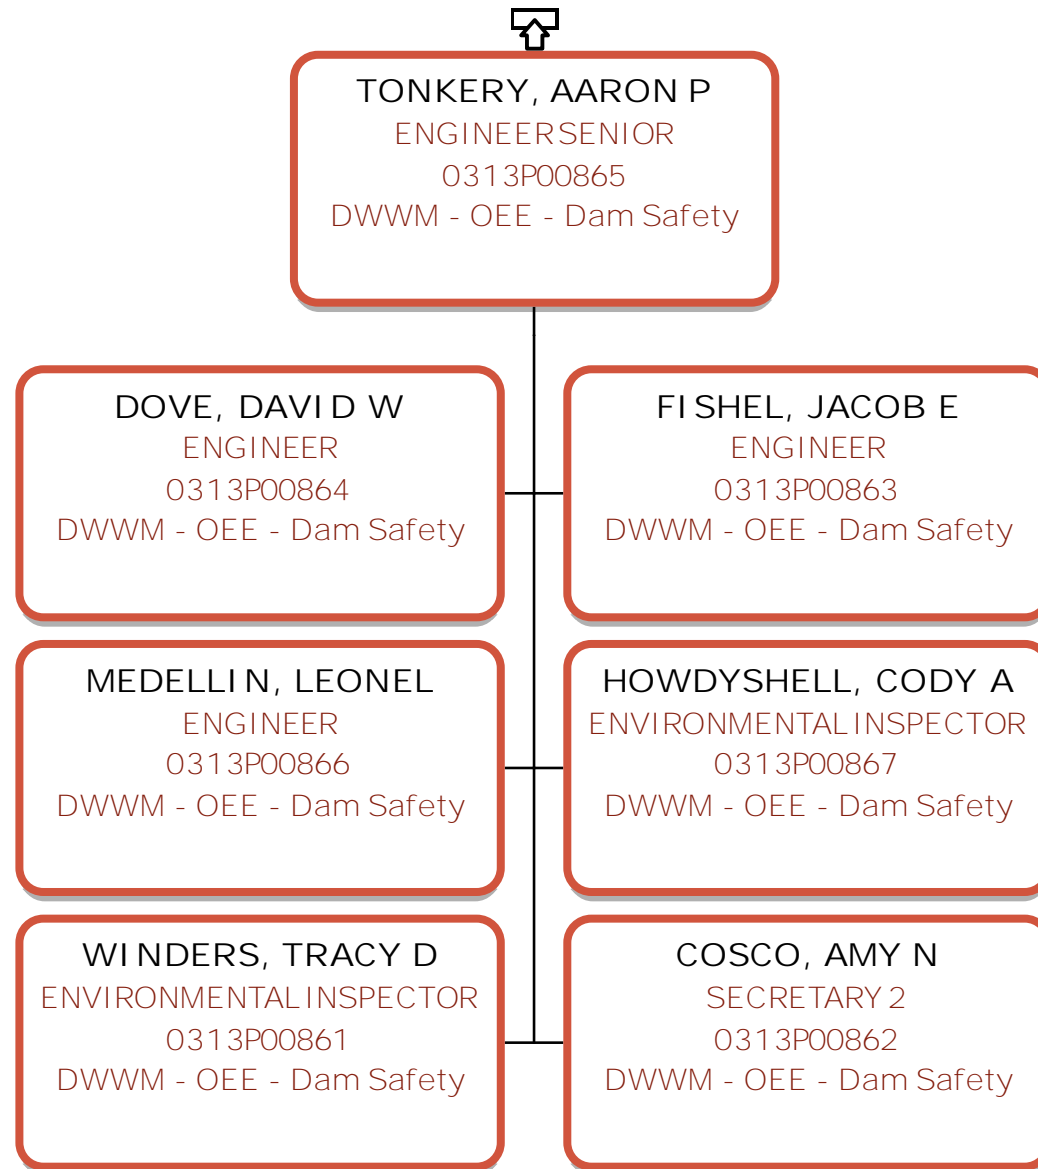 TONKERY, AARON P
ENGINEER SENIOR
0313P00865
DWWM - OEE - Dam Safety
DOVE, DAVID W
ENGINEER
0313P00864
DWWM - OEE - Dam Safety
FISHEL, JACOB E
ENGINEER
0313P00863
DWWM - OEE - Dam Safety
MEDELLIN, LEONEL
ENGINEER
0313P00866
DWWM - OEE - Dam Safety
HOWDYSHELL, CODY A
ENVIRONMENTAL INSPECTOR
0313P00867
DWWM - OEE - Dam Safety
WINDERS, TRACY D
ENVIRONMENTAL INSPECTOR
0313P00861
DWWM - OEE - Dam Safety
COSCO, AMY N
SECRETARY 2
0313P00862
DWWM - OEE - Dam Safety